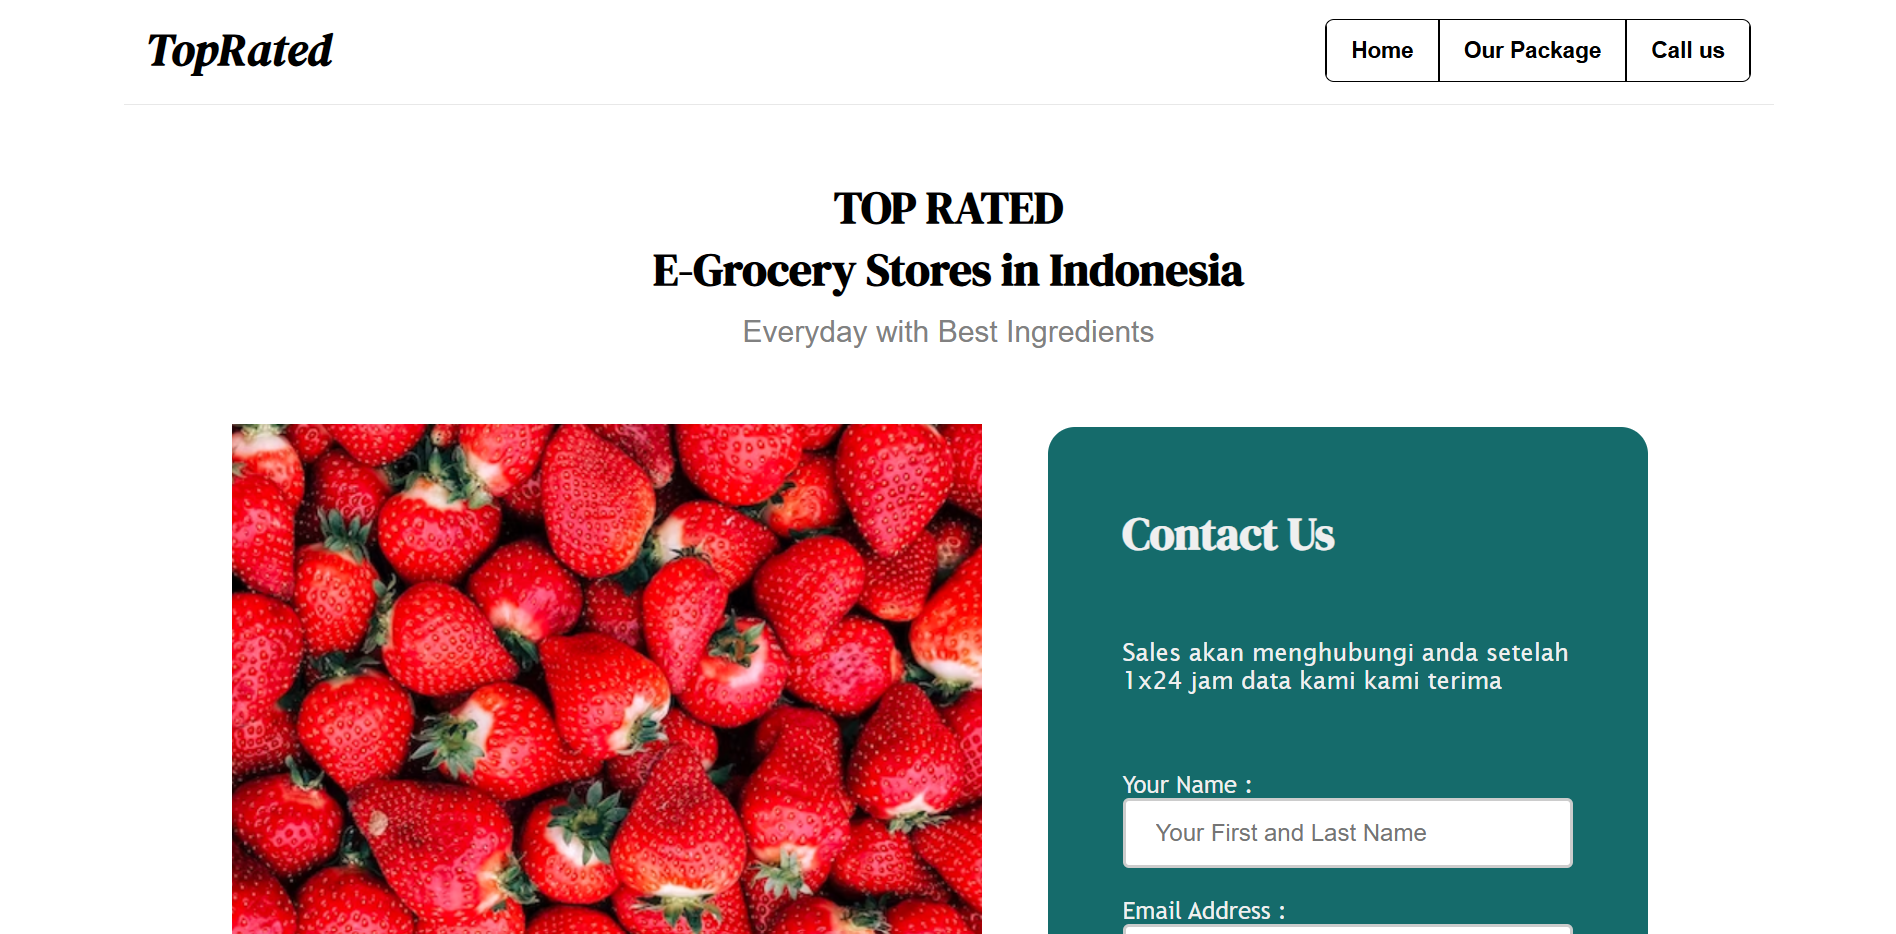 TopRated
Home
Our Package
Call us
TOP RATED
E-Grocery Stores in Indonesia
Everyday with Best Ingredients
Contact Us
Sales akan menghubungi anda setelah
1x24 jam data kami kami terima
Your Name :
Your First and Last Name
Email Address :